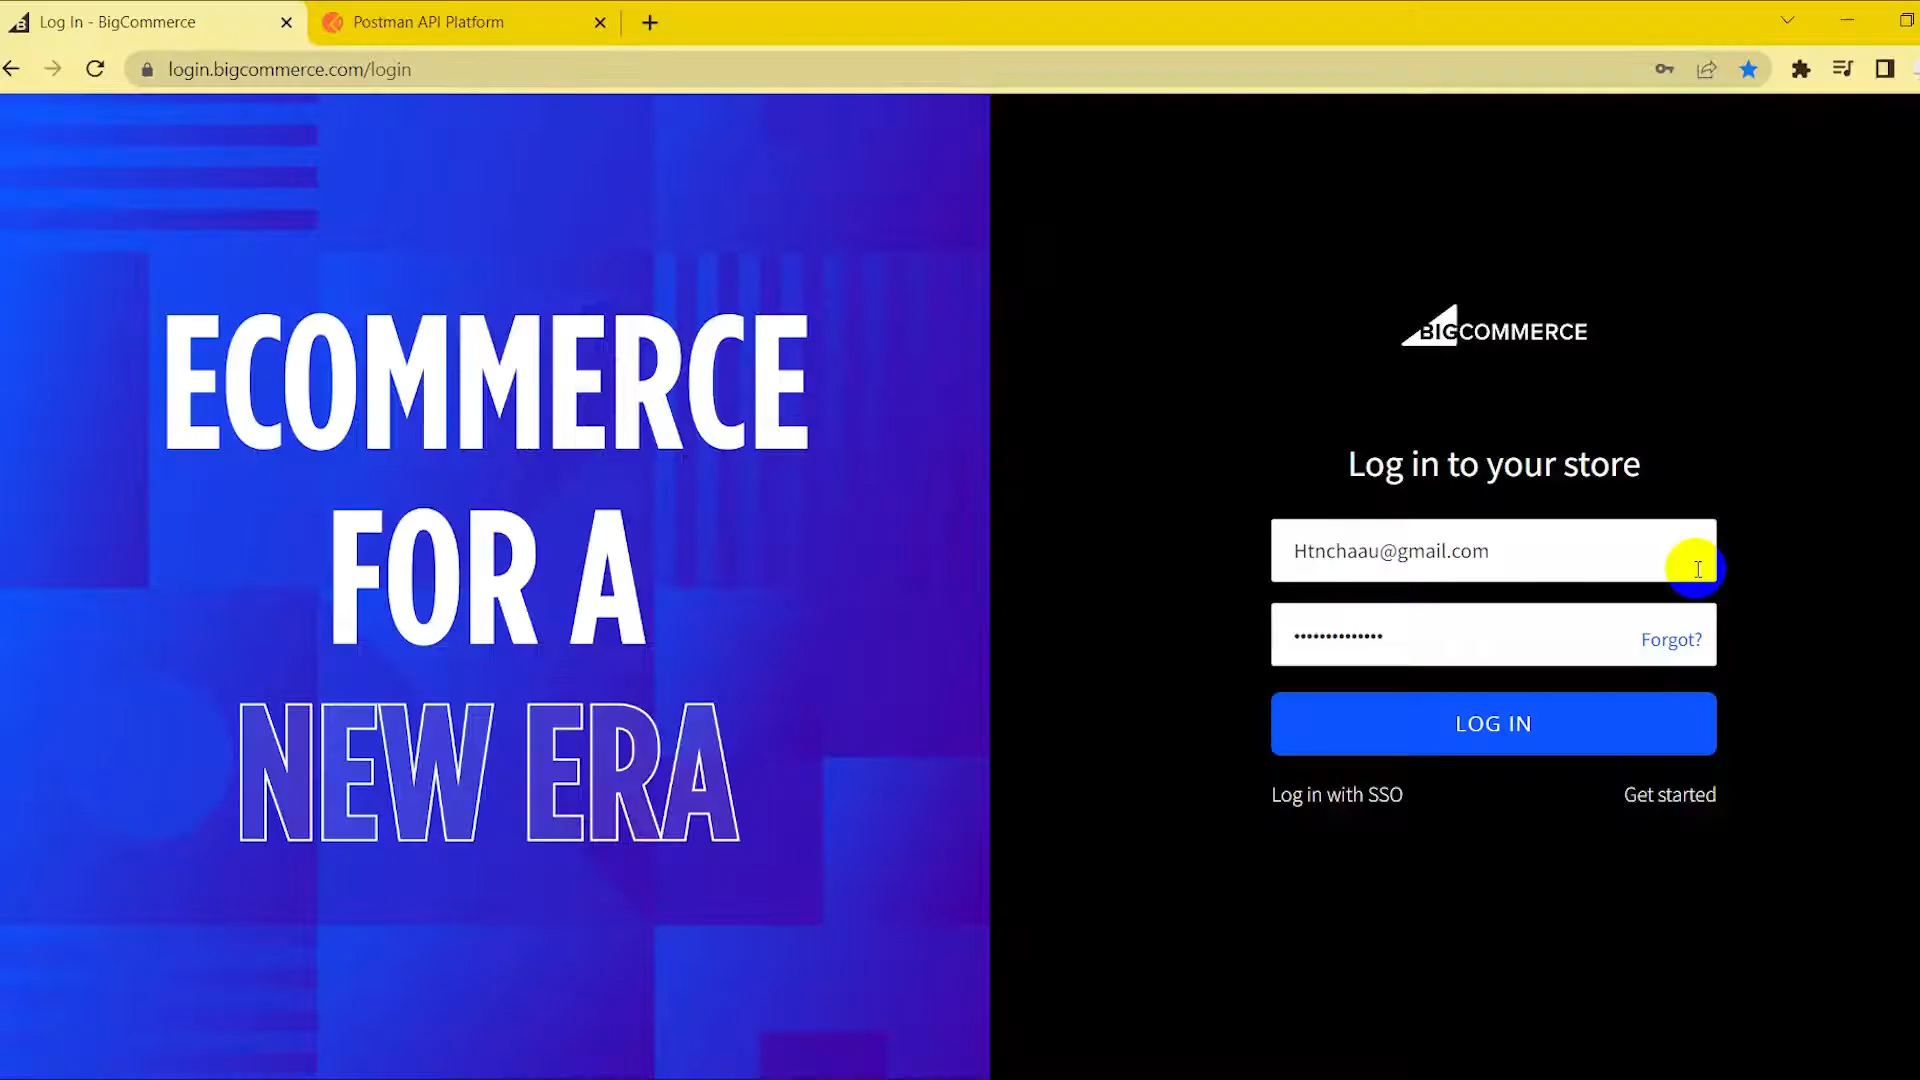 Log In - BigCommerce
Postman API Platform
login.bigcommerce.com/login
ECOMMERCE
FOR A
NEW ERA
BIGCOMMERCE
Log in to your store
Htnchaau@gmail.com
••••••••••••••
Forgot?
LOG IN
Log in with SSO
Get started